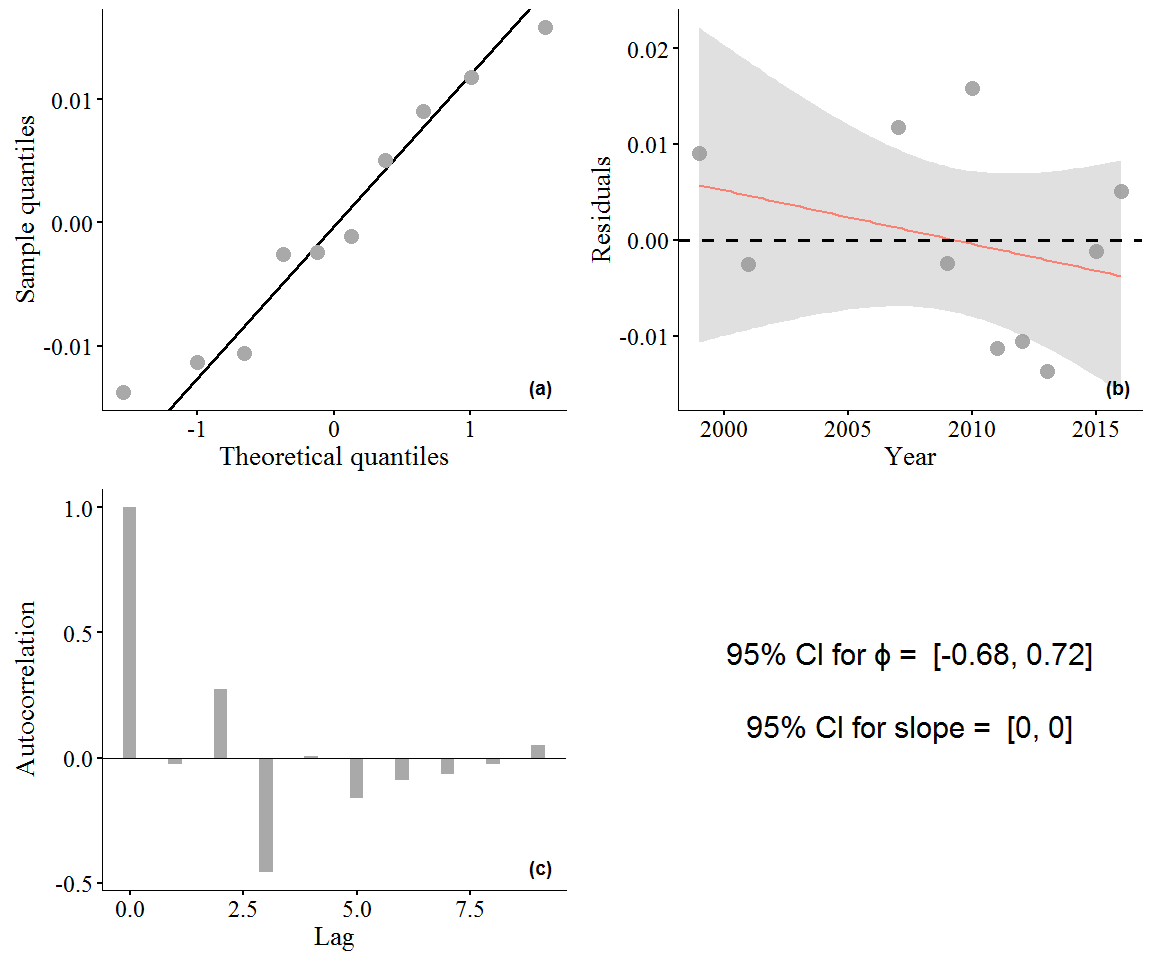 Sample quantiles
0.01
0.00
-0.01
(a)
-1
0
1
Theoretical quantiles
Residuals
0.02
0.01
0.00
-0.01
(b)
2000
2005
2010
2015
Year
Autocorrelation
1.0
0.5
0.0
-0.5
(c)
0.0
2.5
5.0
7.5
Lag
95% CI for ϕ = [-0.68, 0.72]
95% CI for slope = [0, 0]